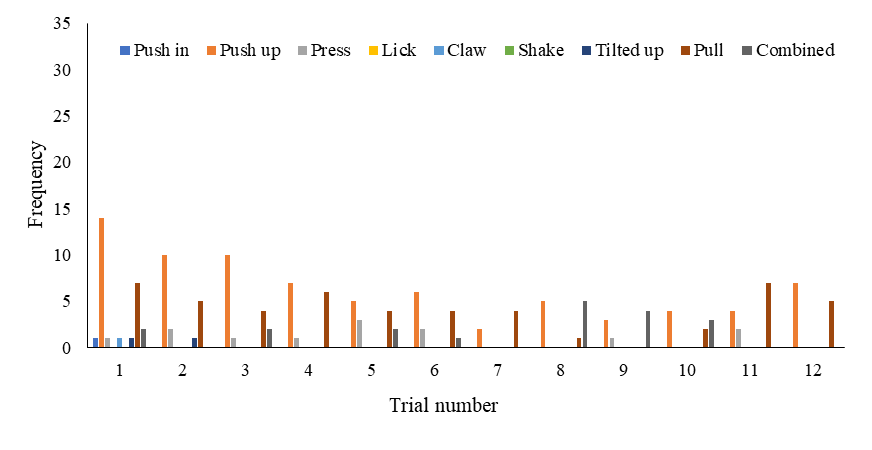 35
Push in Push up Press Lick Claw Shake Tilted up Pull Combined
30
25
20
15
10
5
0
Frequency
1 2 3 4 5 6 7 8 9 10 11 12
Trial number